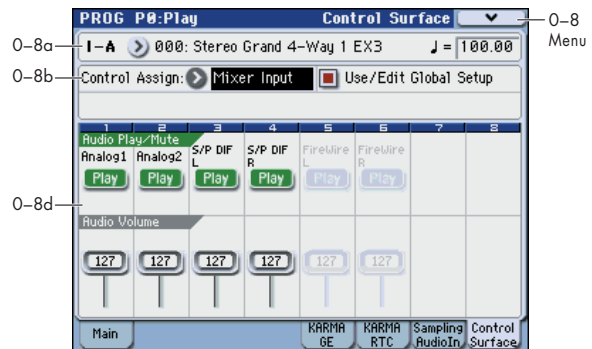 PROG P0:Play Control Surface
0–8 Menu
0–8a
I–A 000: Stereo Grand 4–Way 1 EX3 ♩= 100.00
0–8b
Control Assign: Mixer Input Use/Edit Global Setup
1 2 3 4 5 6 7 8
Audio Play/Mute
Analog1 Analog2 S/P DIF L S/P DIF R FireWire L FireWire R
Play Play Play Play Play Play
0–8d
Audio Volume
127 127 127 127 127 127
Main KARMA GE KARMA RTC Sampling AudioIn Control Surface